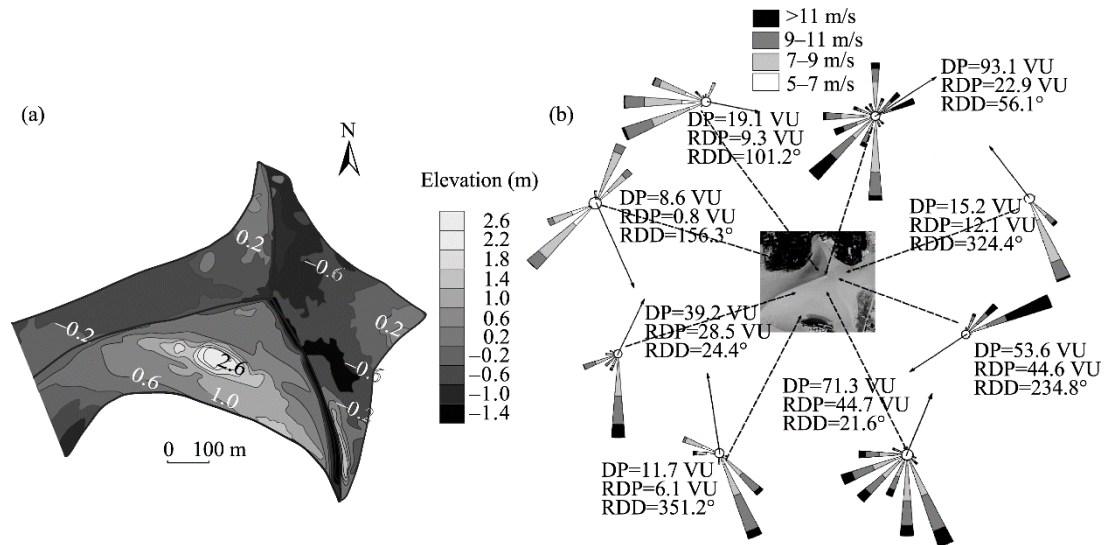 (a)
N
Elevation (m)
2.6
2.2
1.8
1.4
1.0
0.6
0.2
−0.2
−0.6
−1.0
−1.4
0.2
−0.6
−0.2
0.2
2.6
−0.6
0.6
1.0
−0.2
0 100 m
(b)
>11 m/s
9–11 m/s
7–9 m/s
5–7 m/s
DP=93.1 VU
RDP=22.9 VU
RDD=56.1°
DP=19.1 VU
RDP=9.3 VU
RDD=101.2°
DP=8.6 VU
RDP=0.8 VU
RDD=156.3°
DP=15.2 VU
RDP=12.1 VU
RDD=324.4°
DP=39.2 VU
RDP=28.5 VU
RDD=24.4°
DP=53.6 VU
RDP=44.6 VU
RDD=234.8°
DP=71.3 VU
RDP=44.7 VU
RDD=21.6°
DP=11.7 VU
RDP=6.1 VU
RDD=351.2°